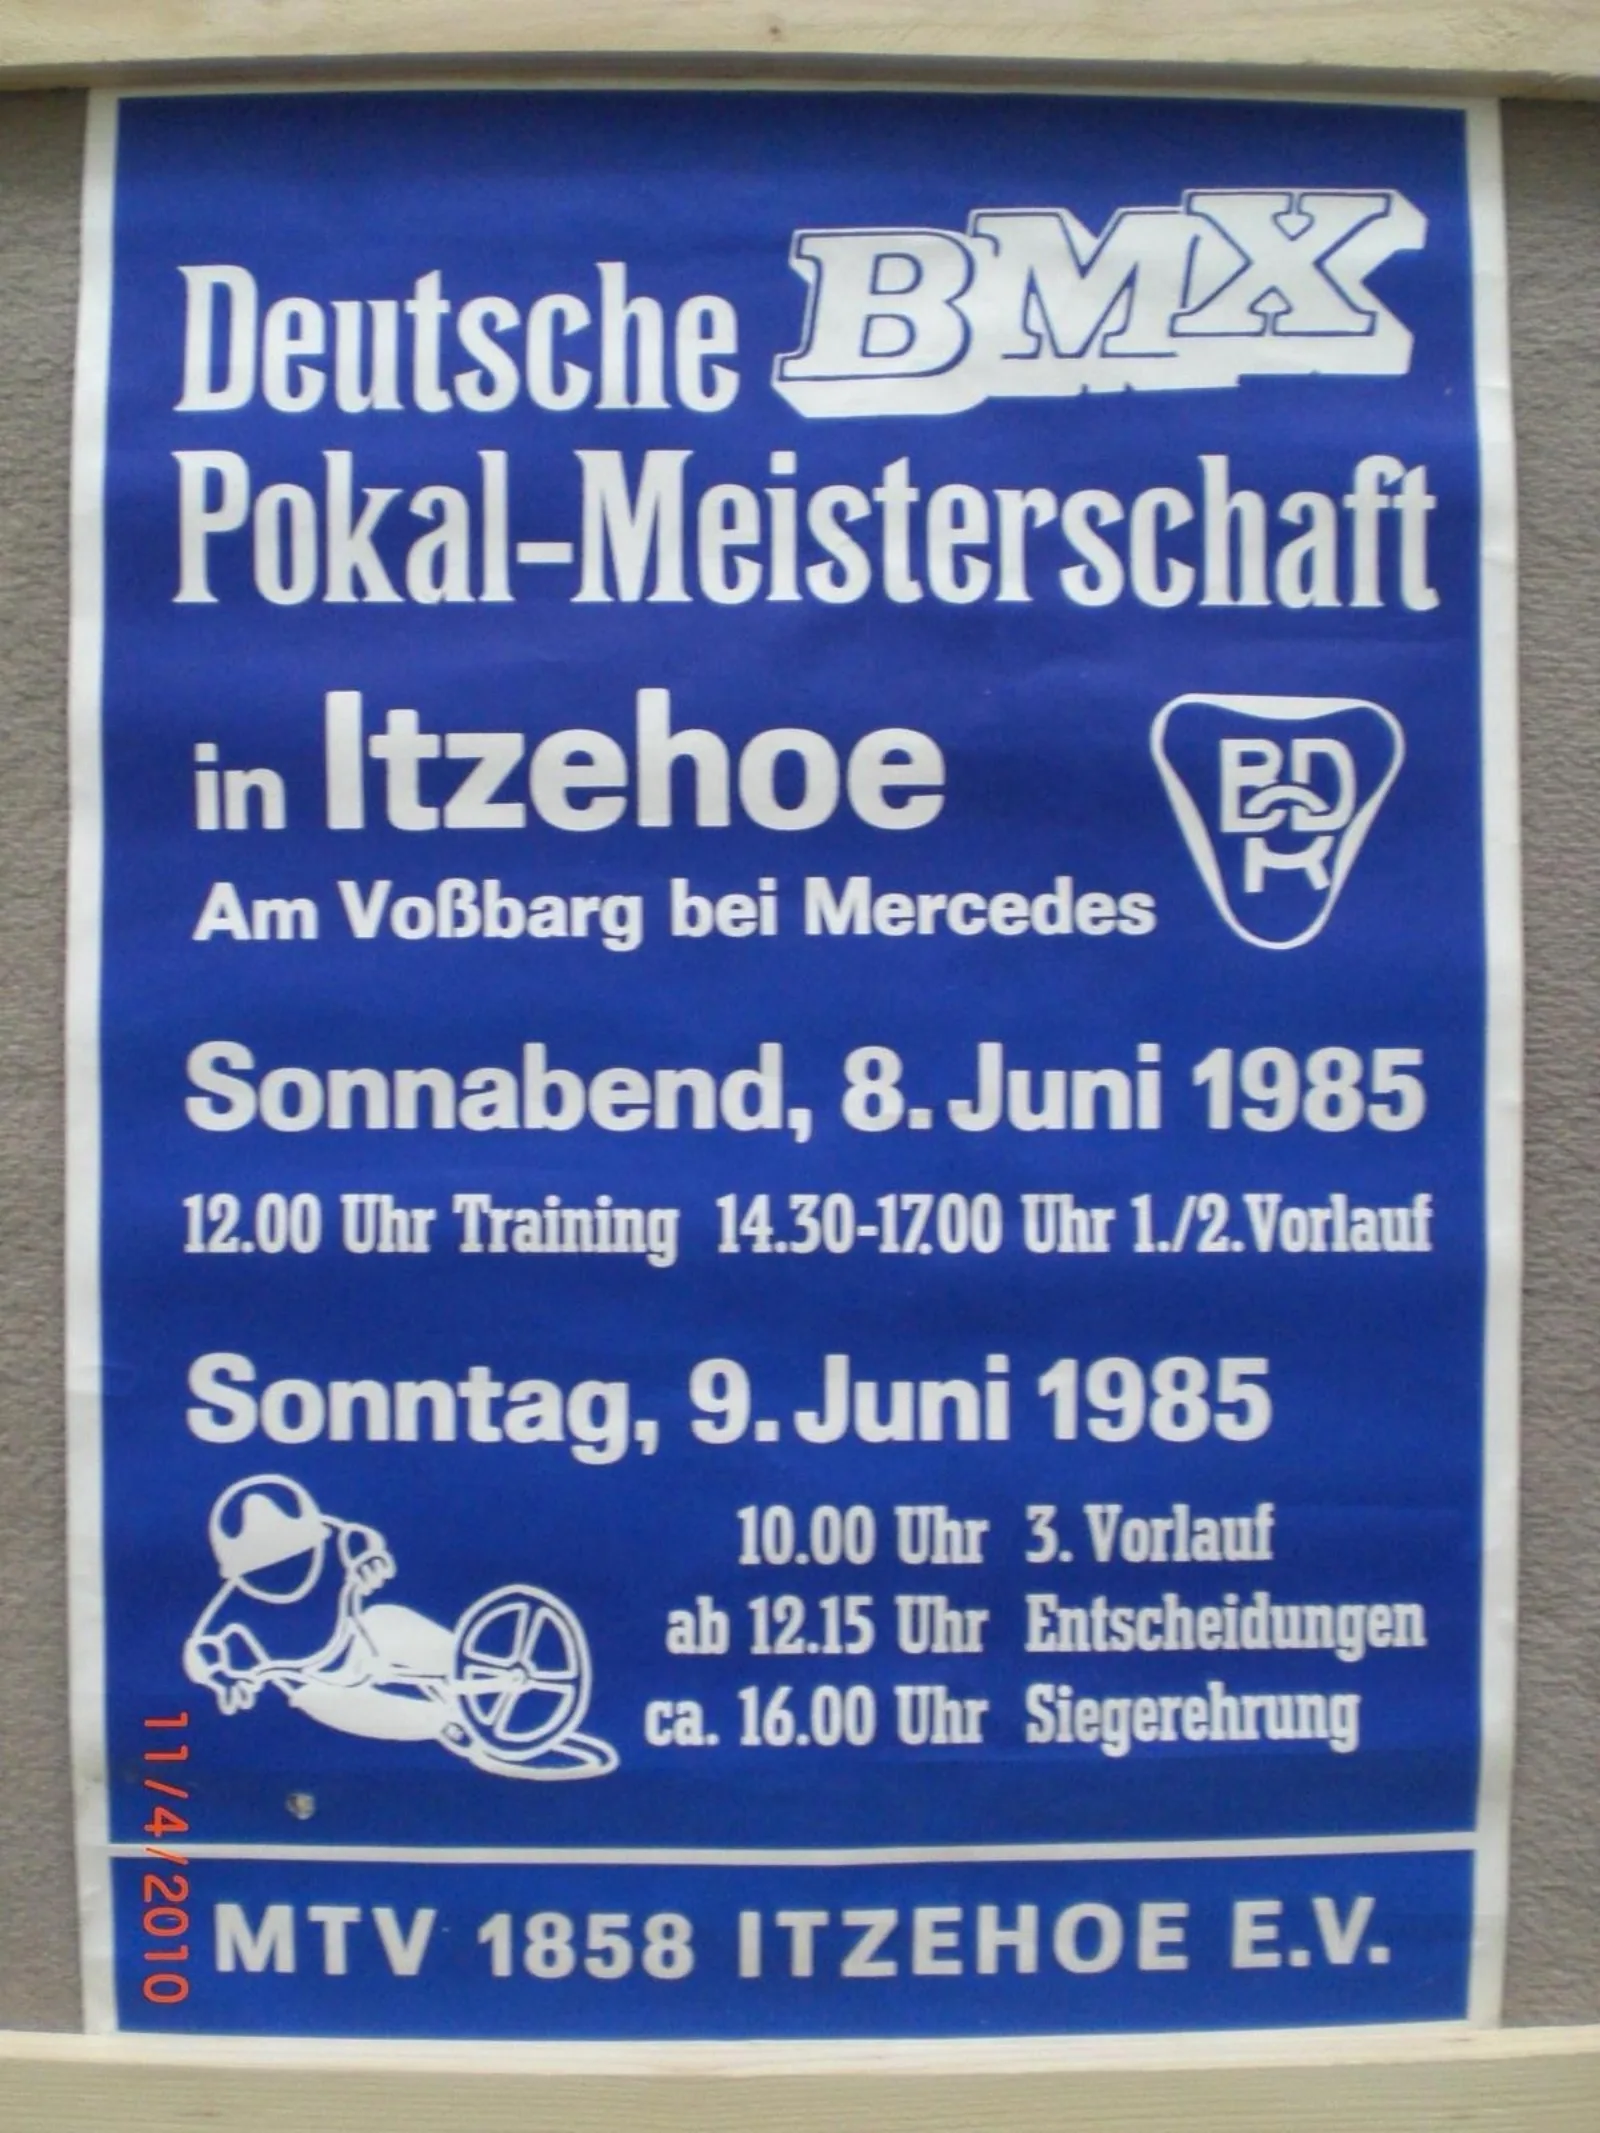 Deutsche BMX
Pokal-Meisterschaft
in Itzehoe
BDR
Am Voßbarg bei Mercedes
Sonnabend, 8. Juni 1985
12.00 Uhr Training 14.30-17.00 Uhr 1./2. Vorlauf
Sonntag, 9. Juni 1985
10.00 Uhr 3. Vorlauf
ab 12.15 Uhr Entscheidungen
ca. 16.00 Uhr Siegerehrung
MTV 1858 ITZEHOE E.V.
11/4/2010